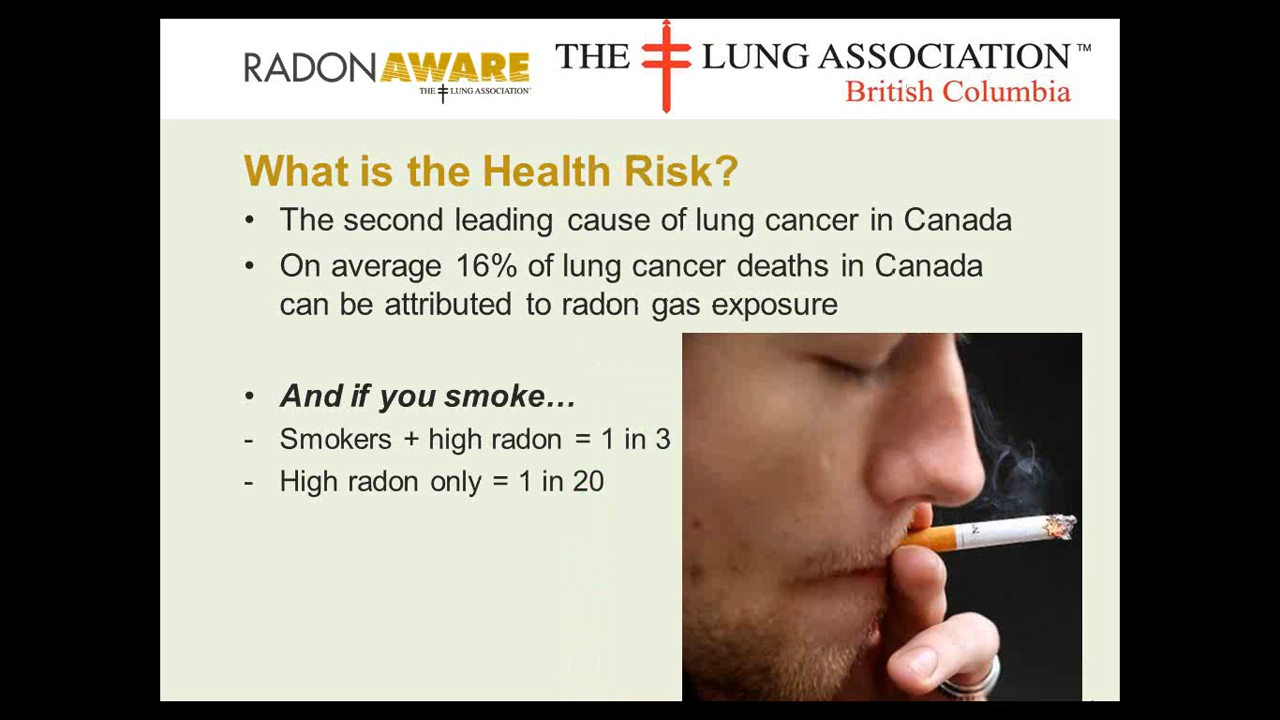 RADONAWARE
THE LUNG ASSOCIATION™
THE LUNG ASSOCIATION™
British Columbia
What is the Health Risk?
• The second leading cause of lung cancer in Canada
• On average 16% of lung cancer deaths in Canada
can be attributed to radon gas exposure
• And if you smoke…
- Smokers + high radon = 1 in 3
- High radon only = 1 in 20